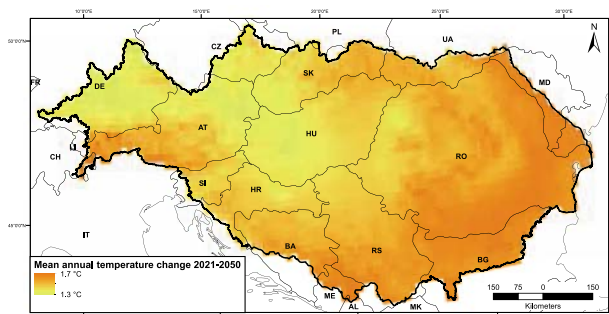 10°0'0"E 15°0'0"E 20°0'0"E 25°0'0"E 30°0'0"E
PL
N
50°0'0"N
CZ
UA
SK
FR
DE
MD
AT
HU
LI
CH
RO
SI
HR
45°0'0"N
IT
BA
RS
BG
Mean annual temperature change 2021-2050
1.7 °C
1.3 °C
ME
AL
MK
150 75 0 150
Kilometers